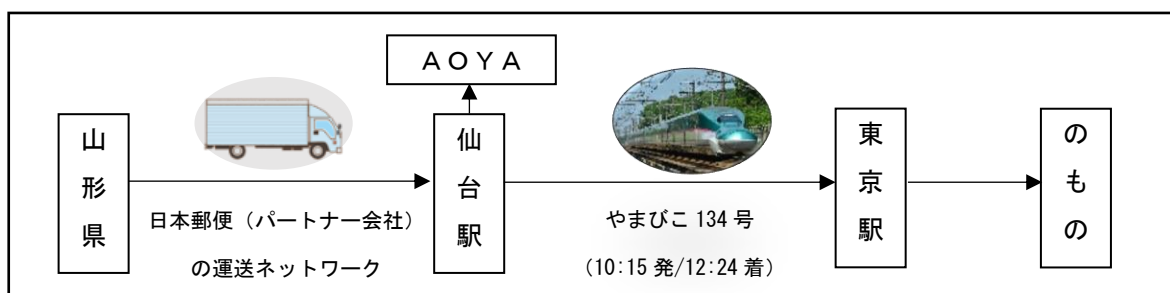 AOYA
山形県
日本郵便(パートナー会社)
の運送ネットワーク
仙台駅
やまびこ 134 号
(10:15 発/12:24 着)
東京駅
のもの